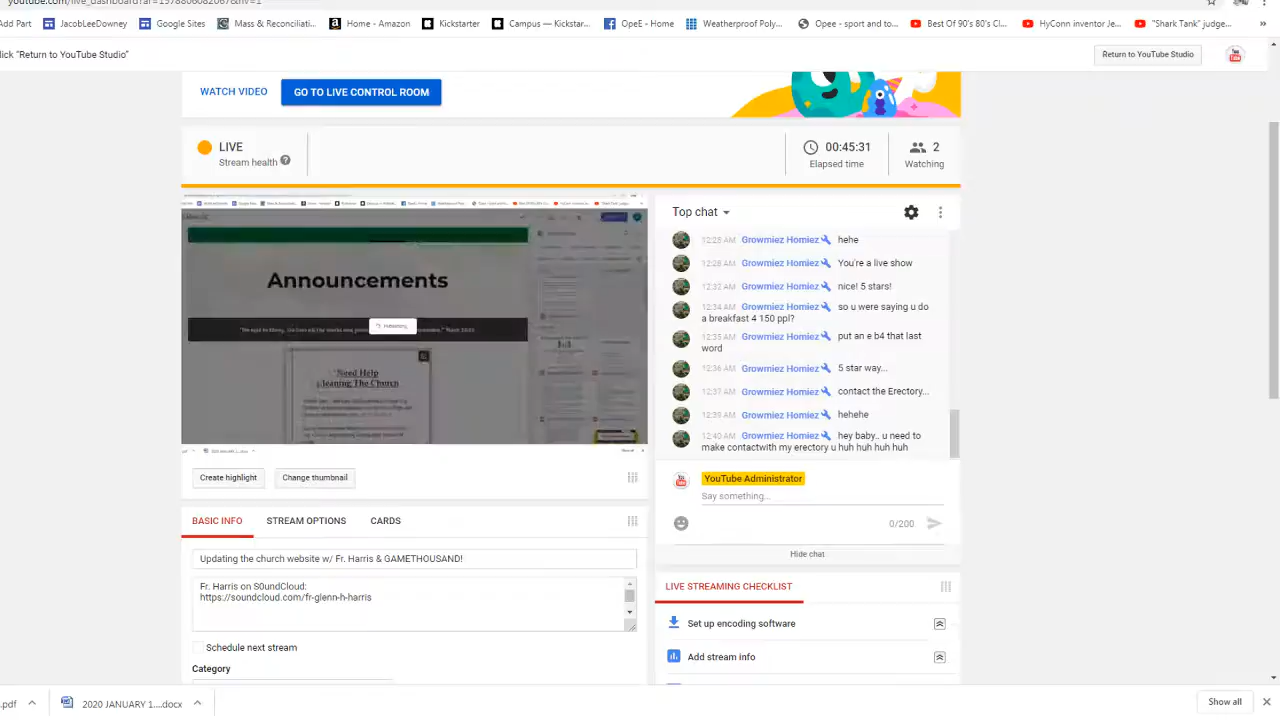 youtube.com/live_dashboard?ar=1578806082067&nv=1
Add Part JacobLeeDowney Google Sites Mass & Reconciliati... Home - Amazon Kickstarter Campus — Kickstar... OpeE - Home Weatherproof Poly... Opee - sport and to... Best Of 90's 80's Cl... HyConn inventor Je... "Shark Tank" judge... »
lick "Return to YouTube Studio"
Return to YouTube Studio
WATCH VIDEO GO TO LIVE CONTROL ROOM
LIVE
Stream health
00:45:31
Elapsed time
2
Watching
Announcements
Need Help
Cleaning The Church
Create highlight Change thumbnail
Top chat
12:28 AM Growmiez Homiez hehe
12:28 AM Growmiez Homiez You're a live show
12:32 AM Growmiez Homiez nice! 5 stars!
12:34 AM Growmiez Homiez so u were saying u do
a breakfast 4 150 ppl?
12:35 AM Growmiez Homiez put an e b4 that last
word
12:36 AM Growmiez Homiez 5 star way...
12:37 AM Growmiez Homiez contact the Erectory...
12:39 AM Growmiez Homiez hehehe
12:40 AM Growmiez Homiez hey baby.. u need to
make contactwith my erectory u huh huh huh huh
YouTube Administrator
Say something...
0/200
Hide chat
BASIC INFO STREAM OPTIONS CARDS
Updating the church website w/ Fr. Harris & GAMETHOUSAND!
Fr. Harris on S0undCloud:
https://soundcloud.com/fr-glenn-h-harris
Schedule next stream
Category
LIVE STREAMING CHECKLIST
Set up encoding software
Add stream info
.pdf 2020 JANUARY 1....docx Show all